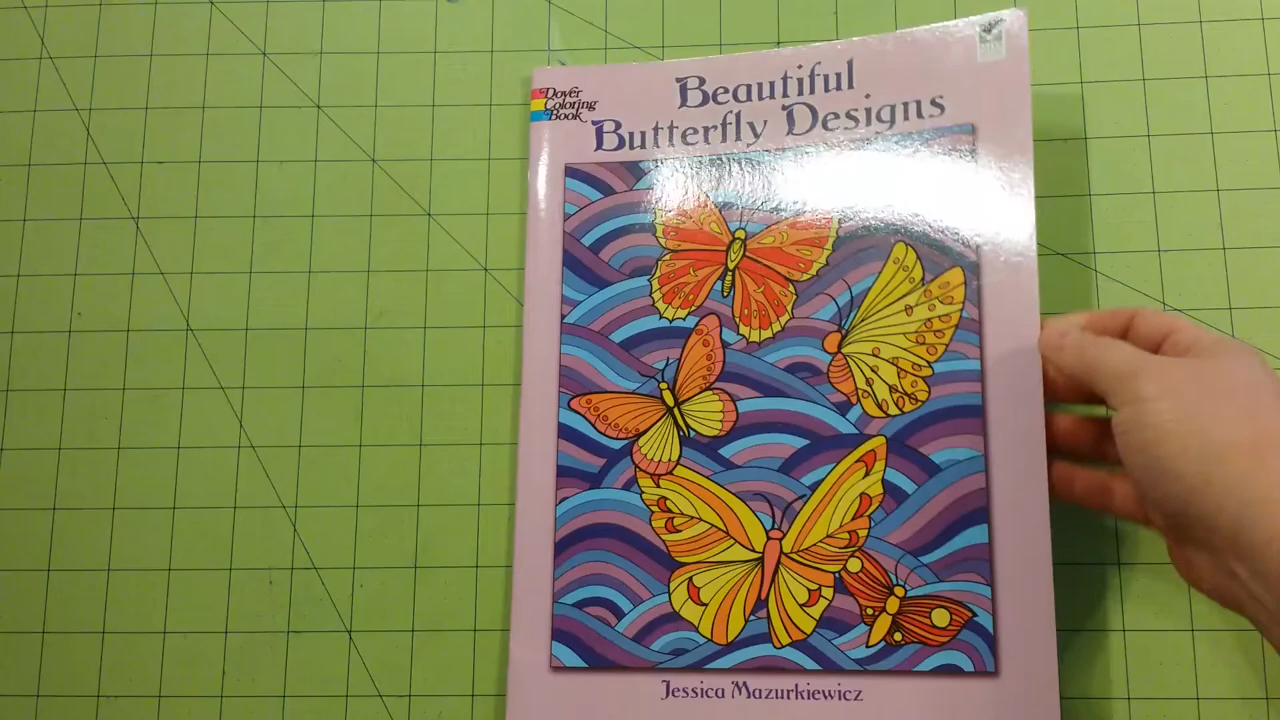 Dover
Coloring
Book
Beautiful
Butterfly Designs
Jessica Mazurkiewicz